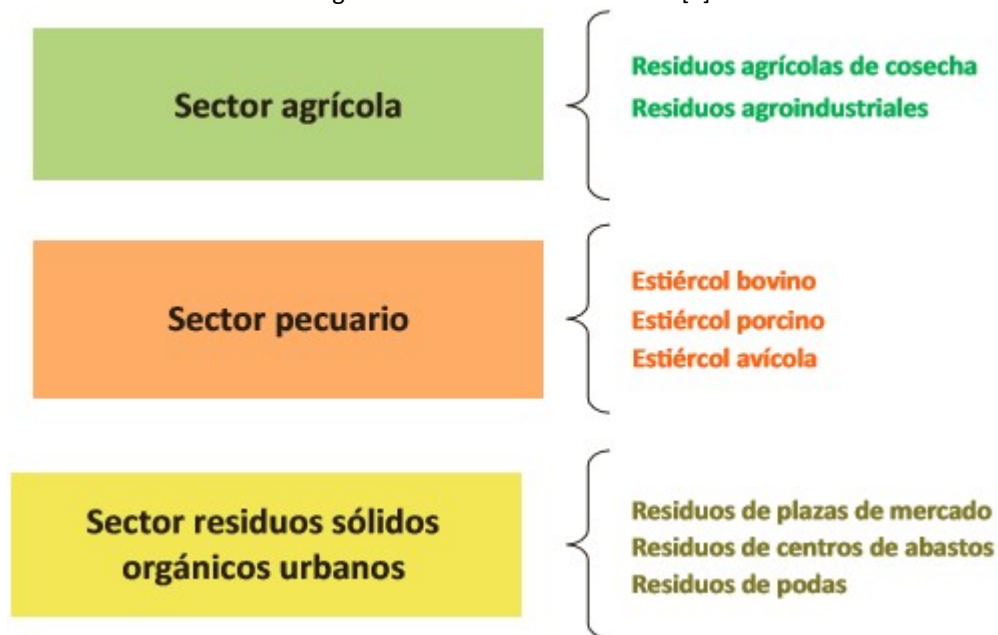 Sector agrícola
Residuos agrícolas de cosecha
Residuos agroindustriales
Sector pecuario
Estiércol bovino
Estiércol porcino
Estiércol avícola
Sector residuos sólidos
orgánicos urbanos
Residuos de plazas de mercado
Residuos de centros de abastos
Residuos de podas